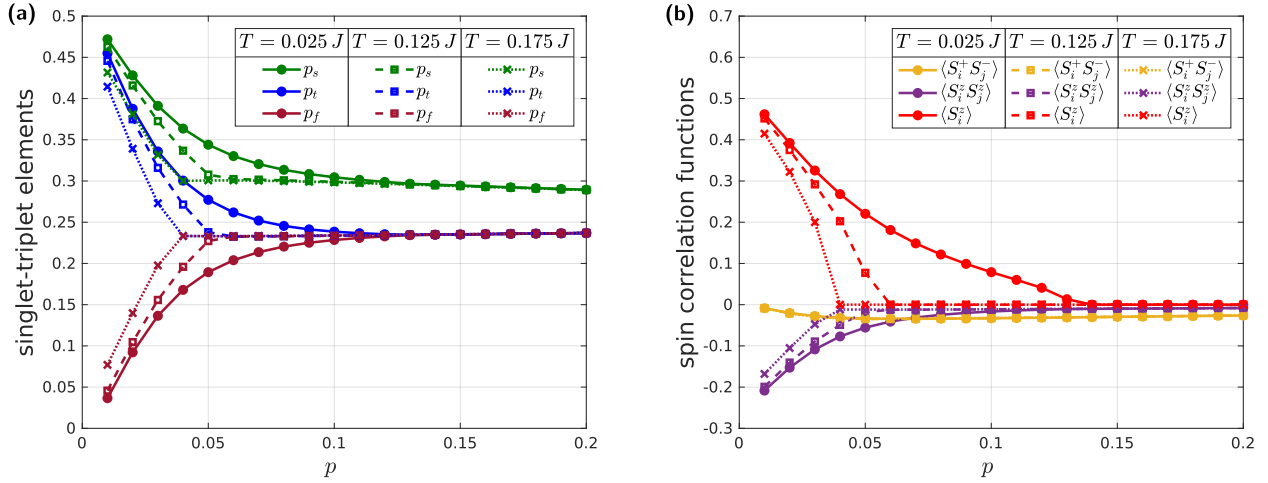 (a)
singlet-triplet elements
0.5
0.45
0.4
0.35
0.3
0.25
0.2
0.15
0.1
0.05
0
T = 0.025 J T = 0.125 J T = 0.175 J
p_s p_s p_s
p_t p_t p_t
p_f p_f p_f
0 0.05 0.1 0.15 0.2
p
(b)
spin correlation functions
0.7
0.6
0.5
0.4
0.3
0.2
0.1
0
-0.1
-0.2
-0.3
T = 0.025 J T = 0.125 J T = 0.175 J
⟨S_i^+ S_j^-⟩ ⟨S_i^+ S_j^-⟩ ⟨S_i^+ S_j^-⟩
⟨S_i^z S_j^z⟩ ⟨S_i^z S_j^z⟩ ⟨S_i^z S_j^z⟩
⟨S_i^z⟩ ⟨S_i^z⟩ ⟨S_i^z⟩
0 0.05 0.1 0.15 0.2
p